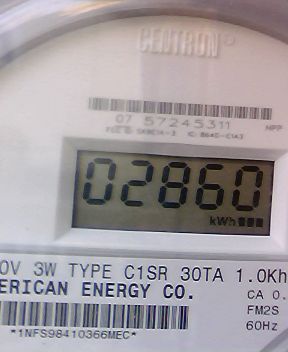 CENTRON®
07 57245311
02860
kWh
0V 3W TYPE C1SR 30TA 1.0Kh
ERICAN ENERGY CO.
CA 0.
FM2S
60Hz
*1NFS98410366MEC*